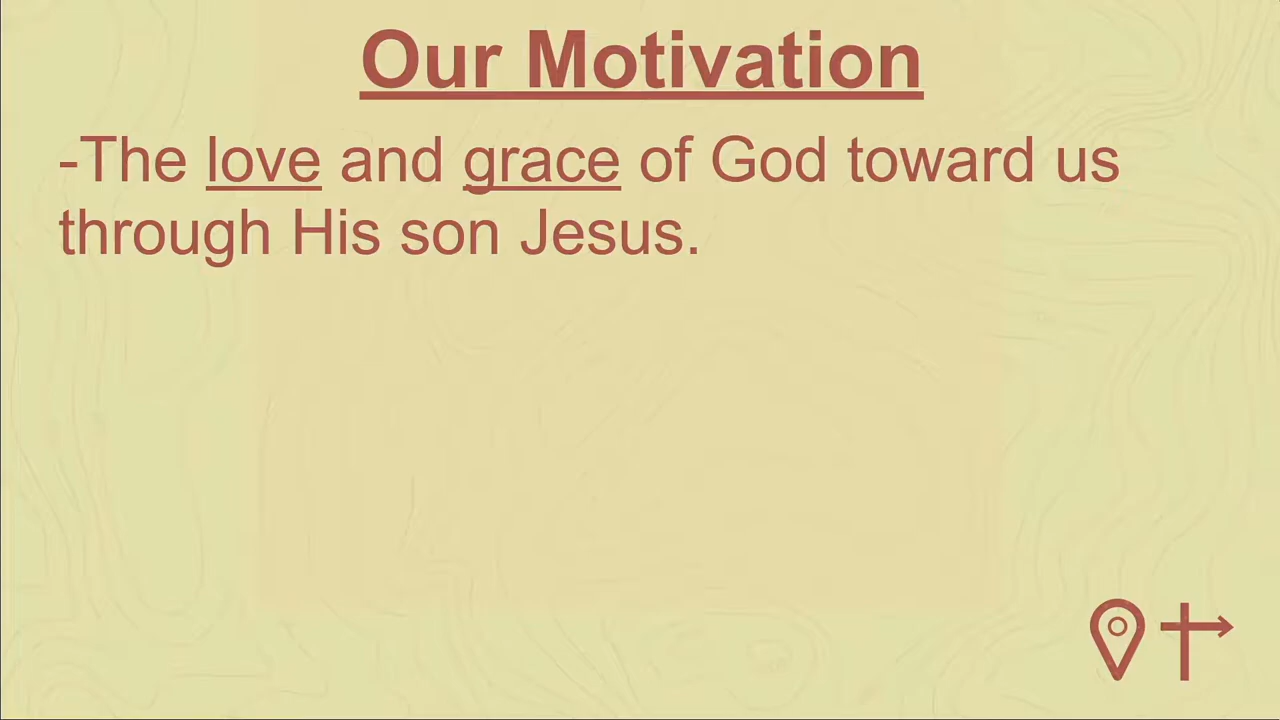 Our Motivation
-The love and grace of God toward us
through His son Jesus.